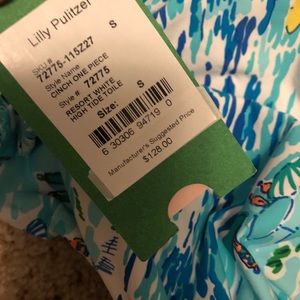 Lilly Pulitzer
SKU #
72775-115Z27 S
Style Name
CINCH ONE PIECE
Style # 72775
RESORT WHITE
HIGH TIDE TOILE
Size: S
6 30306 94719 0
Manufacturer's Suggested Price
$128.00